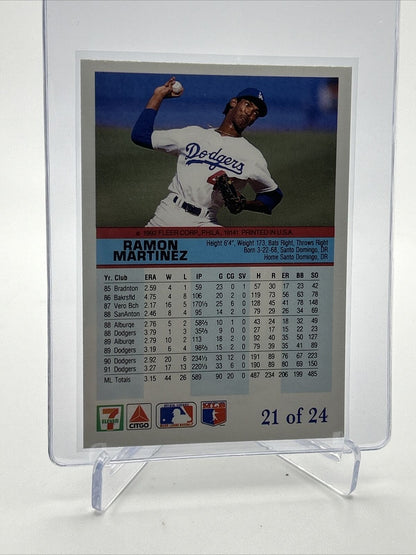 Dodgers
4
© 1992 FLEER CORP., PHILA., 19141 PRINTED IN U.S.A.
RAMON MARTINEZ
Height 6'4", Weight 173, Bats Right, Throws Right
Born 3-22-68, Santo Domingo, DR
Home Santo Domingo, DR
Yr. Club ERA W L IP G CG SV H R ER BB SO
85 Bradnton 2.59 4 1 59 23 0 1 57 30 17 23 42
86 Bakrsfld 4.75 4 8 106 20 2 0 119 73 56 63 78
87 Vero Bch 2.17 16 5 170⅓ 25 6 0 128 45 41 78 148
88 SanAnton 2.46 8 4 95 14 2 0 79 29 26 34 89
88 Alburqe 2.76 5 2 58⅔ 10 1 0 43 24 18 32 49
88 Dodgers 3.79 1 3 9 0 0 27 17 15 22 23
89 Alburqe 2.79 10 2 113 18 2 0 92 40 35 50 127
89 Dodgers 3.19 6 4 98⅔ 15 2 0 79 39 35 41 89
90 Dodgers 2.92 20 6 234⅓ 33 12 0 191 89 76 67 223
91 Dodgers 3.27 17 13 220⅓ 33 6 0 190 89 80 69 150
ML Totals 3.15 44 26 589 90 20 0 487 234 206 199 485
7 ELEVEN
CITGO
21 of 24